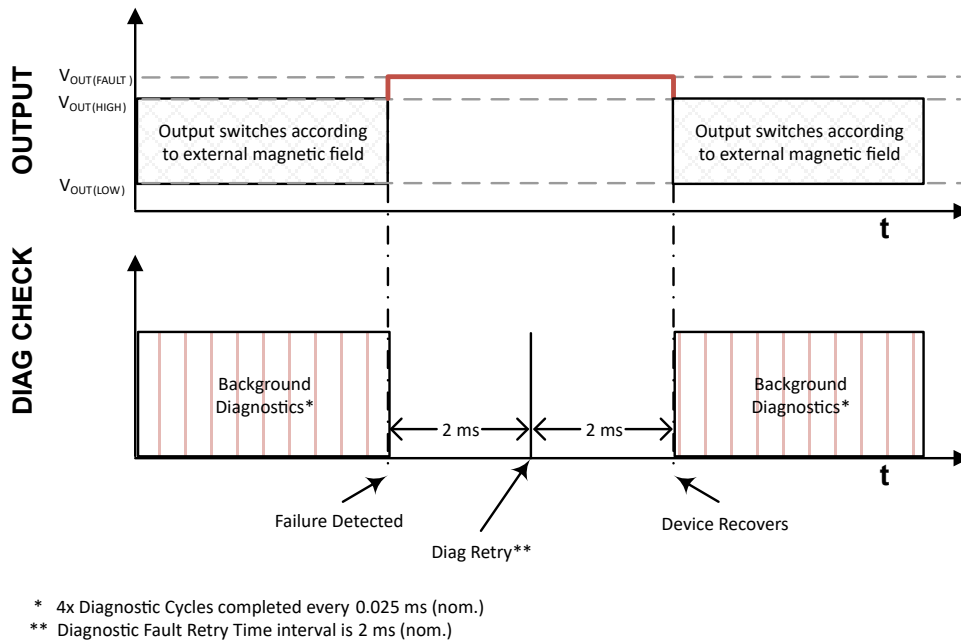 OUTPUT
VOUT(FAULT)
VOUT(HIGH)
VOUT(LOW)
Output switches according
to external magnetic field
Output switches according
to external magnetic field
t
DIAG CHECK
Background
Diagnostics*
2 ms
2 ms
Background
Diagnostics*
t
Failure Detected
Diag Retry**
Device Recovers
* 4x Diagnostic Cycles completed every 0.025 ms (nom.)
** Diagnostic Fault Retry Time interval is 2 ms (nom.)